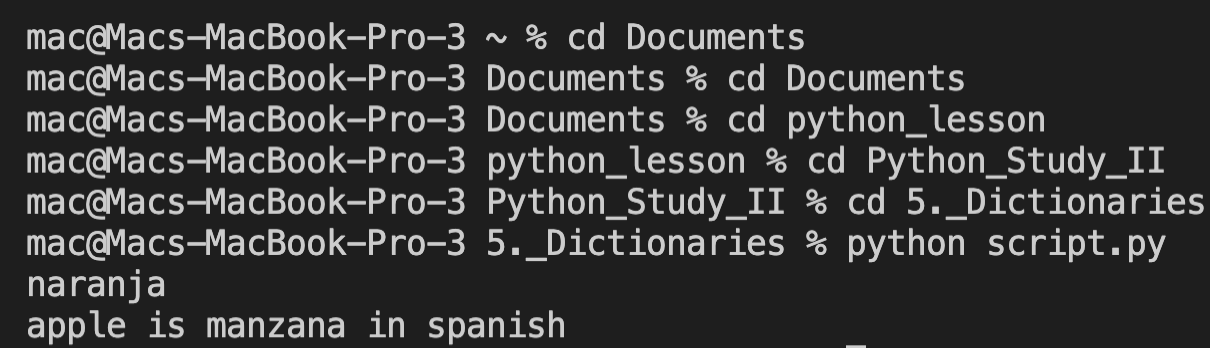 mac@Macs-MacBook-Pro-3 ~ % cd Documents
mac@Macs-MacBook-Pro-3 Documents % cd Documents
mac@Macs-MacBook-Pro-3 Documents % cd python_lesson
mac@Macs-MacBook-Pro-3 python_lesson % cd Python_Study_II
mac@Macs-MacBook-Pro-3 Python_Study_II % cd 5._Dictionaries
mac@Macs-MacBook-Pro-3 5._Dictionaries % python script.py
naranja
apple is manzana in spanish